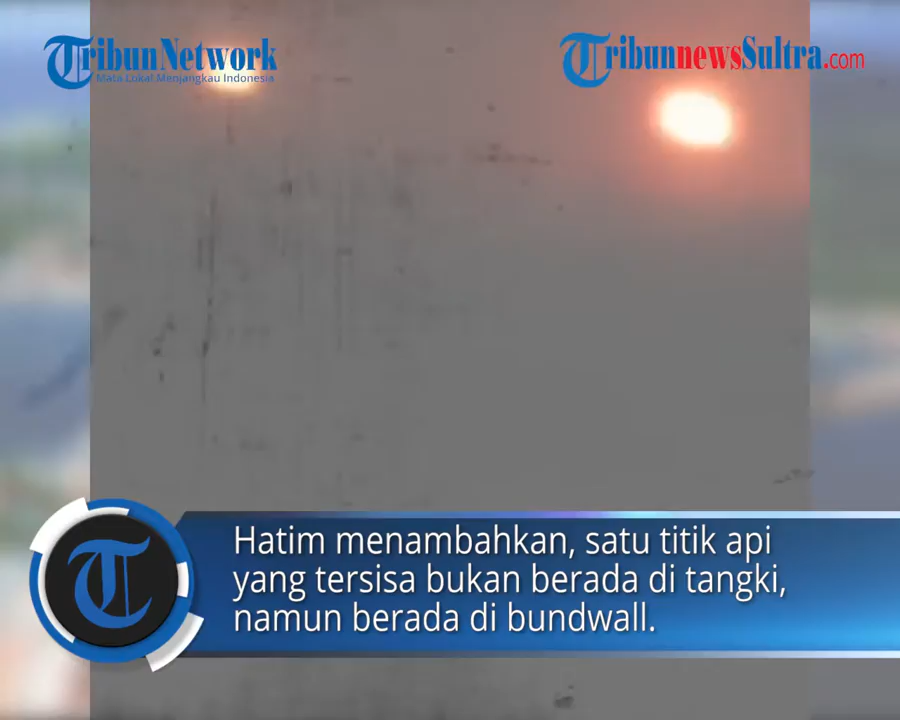 TribunNetwork
Mata Lokal Menjangkau Indonesia
TribunnewsSultra.com
Hatim menambahkan, satu titik api
yang tersisa bukan berada di tangki,
namun berada di bundwall.
T